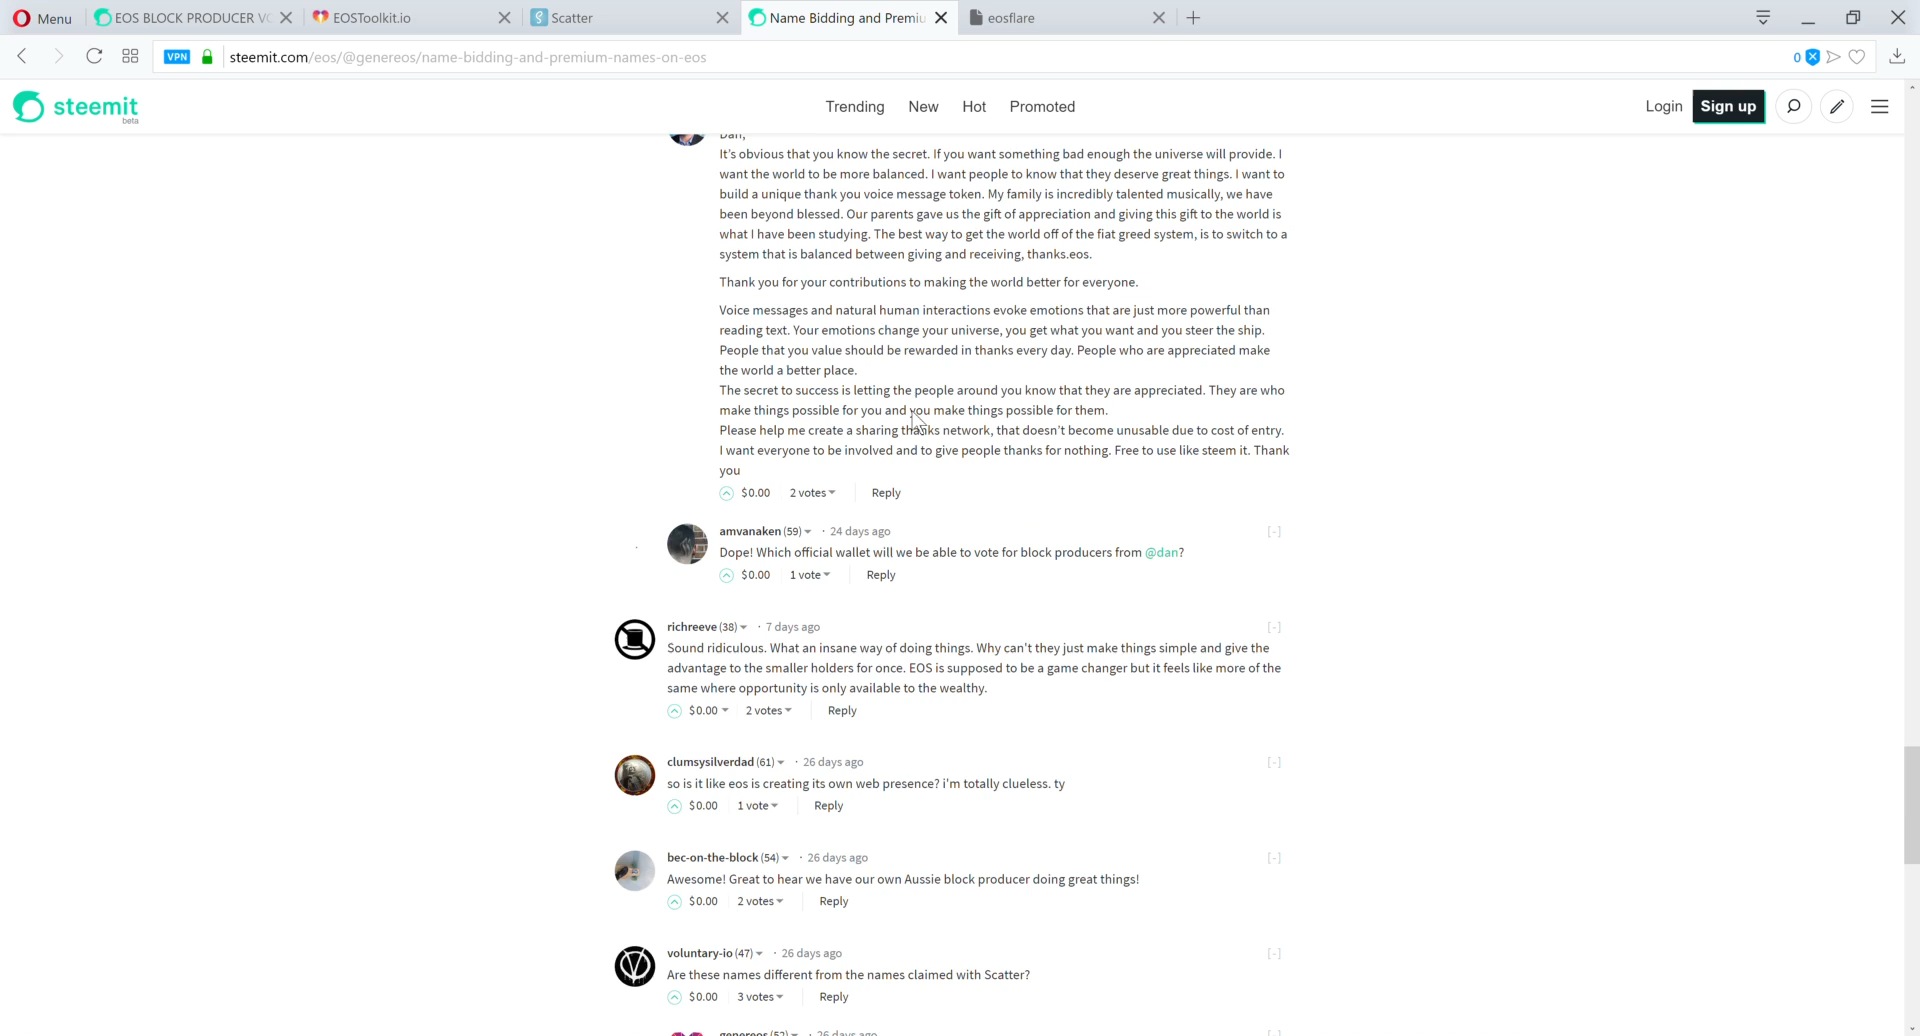 Menu
EOS BLOCK PRODUCER VO
EOSToolkit.io
Scatter
Name Bidding and Premiu
eosflare
VPN
steemit.com/eos/@genereos/name-bidding-and-premium-names-on-eos
0
steemit
beta
Trending New Hot Promoted
Login Sign up
Dan,
It's obvious that you know the secret. If you want something bad enough the universe will provide. I
want the world to be more balanced. I want people to know that they deserve great things. I want to
build a unique thank you voice message token. My family is incredibly talented musically, we have
been beyond blessed. Our parents gave us the gift of appreciation and giving this gift to the world is
what I have been studying. The best way to get the world off of the fiat greed system, is to switch to a
system that is balanced between giving and receiving, thanks.eos.
Thank you for your contributions to making the world better for everyone.
Voice messages and natural human interactions evoke emotions that are just more powerful than
reading text. Your emotions change your universe, you get what you want and you steer the ship.
People that you value should be rewarded in thanks every day. People who are appreciated make
the world a better place.
The secret to success is letting the people around you know that they are appreciated. They are who
make things possible for you and you make things possible for them.
Please help me create a sharing thanks network, that doesn't become unusable due to cost of entry.
I want everyone to be involved and to give people thanks for nothing. Free to use like steem it. Thank
you
$0.00 2 votes Reply
amvanaken (59) · 24 days ago [-]
Dope! Which official wallet will we be able to vote for block producers from @dan?
$0.00 1 vote Reply
richreeve (38) · 7 days ago [-]
Sound ridiculous. What an insane way of doing things. Why can't they just make things simple and give the
advantage to the smaller holders for once. EOS is supposed to be a game changer but it feels like more of the
same where opportunity is only available to the wealthy.
$0.00 2 votes Reply
clumsysilverdad (61) · 26 days ago [-]
so is it like eos is creating its own web presence? i'm totally clueless. ty
$0.00 1 vote Reply
bec-on-the-block (54) · 26 days ago [-]
Awesome! Great to hear we have our own Aussie block producer doing great things!
$0.00 2 votes Reply
voluntary-io (47) · 26 days ago [-]
Are these names different from the names claimed with Scatter?
$0.00 3 votes Reply
genereos (52) · 26 days ago [-]